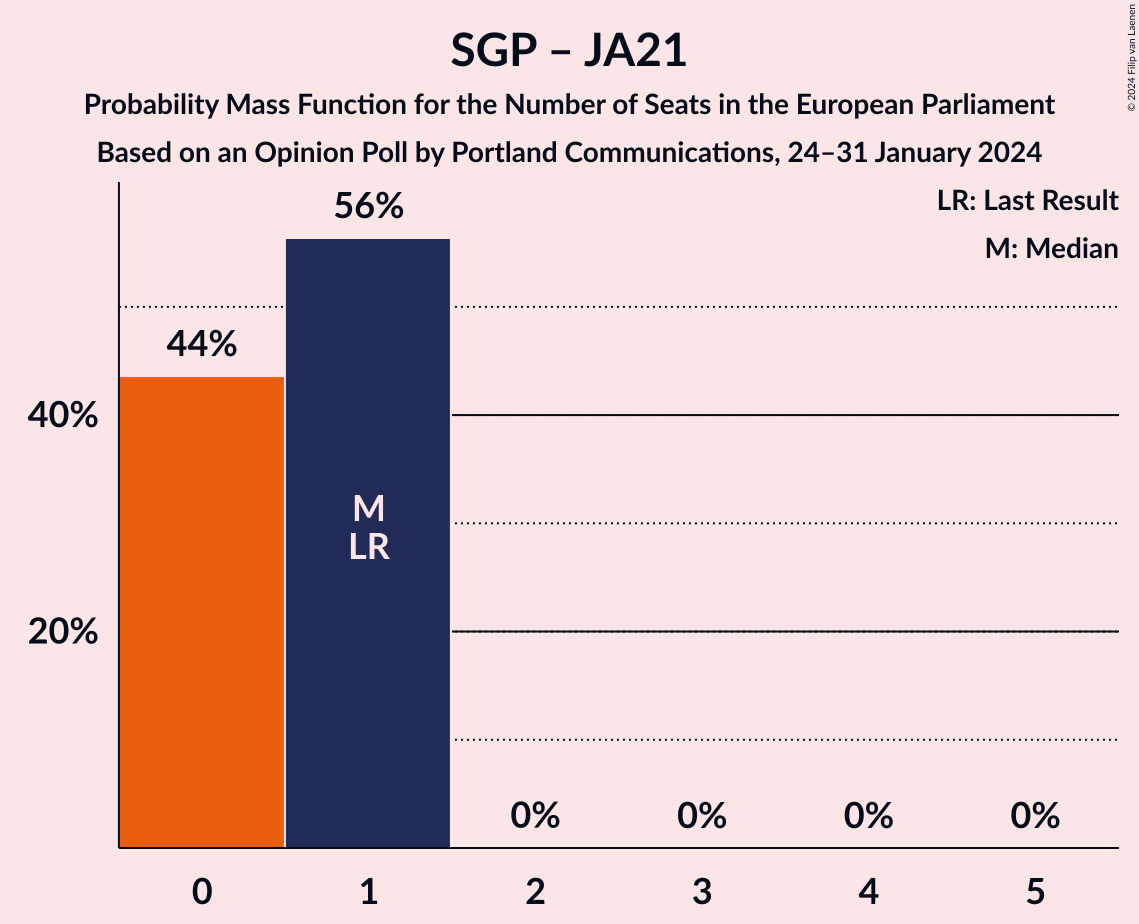 SGP – JA21
Probability Mass Function for the Number of Seats in the European Parliament
Based on an Opinion Poll by Portland Communications, 24–31 January 2024
© 2024 Filip van Laenen
LR: Last Result
M: Median
56%
44%
40%
20%
M
LR
0%
0%
0%
0%
0
1
2
3
4
5